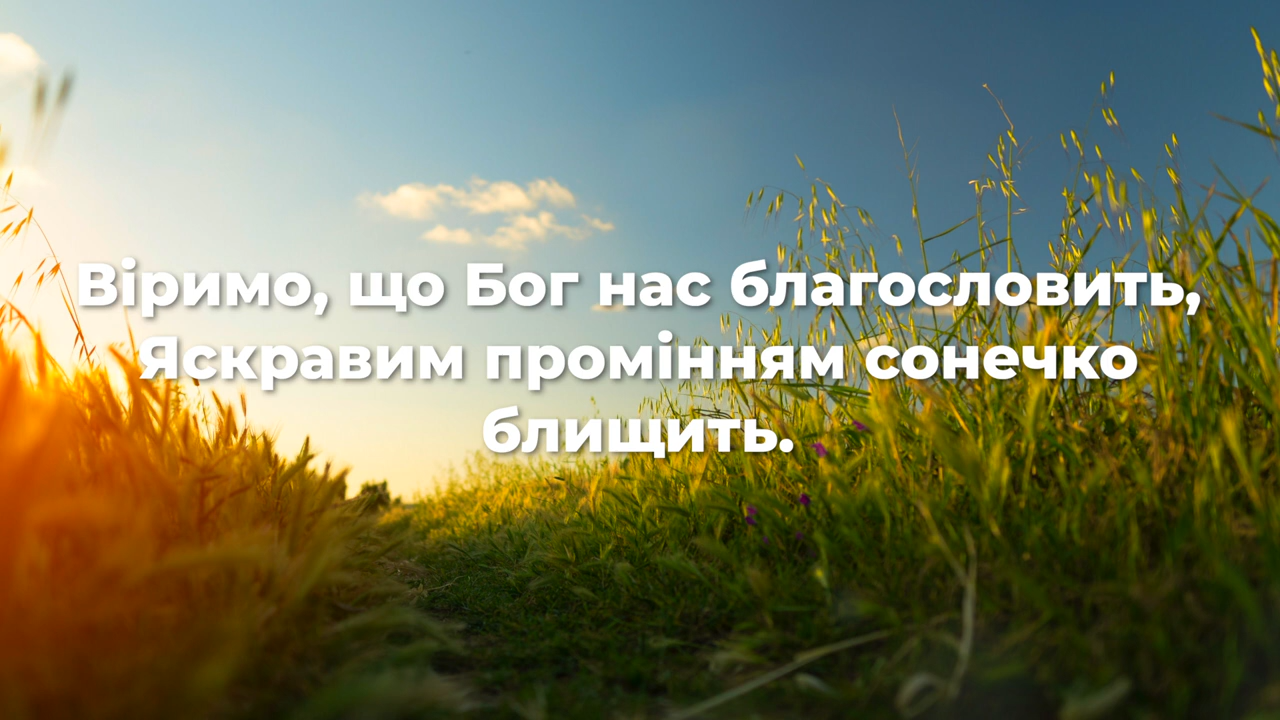 Віримо, що Бог нас благословить,
Яскравим промінням сонечко
блищить.